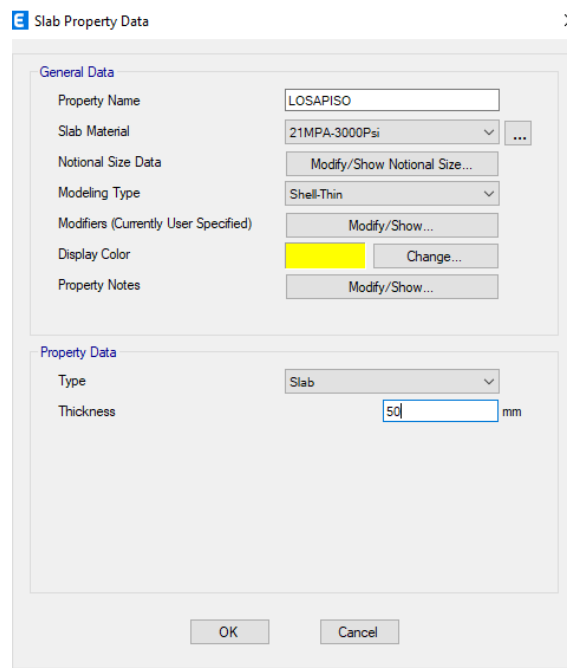 E Slab Property Data
General Data
Property Name LOSAPISO
Slab Material 21MPA-3000Psi ...
Notional Size Data Modify/Show Notional Size...
Modeling Type Shell-Thin
Modifiers (Currently User Specified) Modify/Show...
Display Color Change...
Property Notes Modify/Show...
Property Data
Type Slab
Thickness 50 mm
OK Cancel